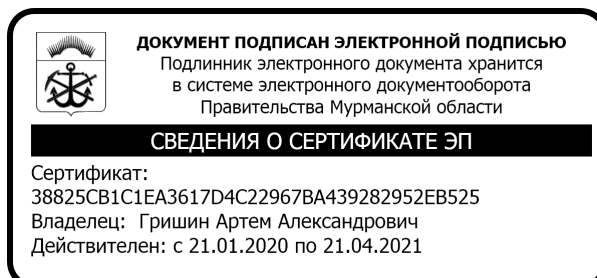 ДОКУМЕНТ ПОДПИСАН ЭЛЕКТРОННОЙ ПОДПИСЬЮ
Подлинник электронного документа хранится
в системе электронного документооборота
Правительства Мурманской области
СВЕДЕНИЯ О СЕРТИФИКАТЕ ЭП
Сертификат:
38825CB1C1EA3617D4C22967BA439282952EB525
Владелец: Гришин Артем Александрович
Действителен: с 21.01.2020 по 21.04.2021